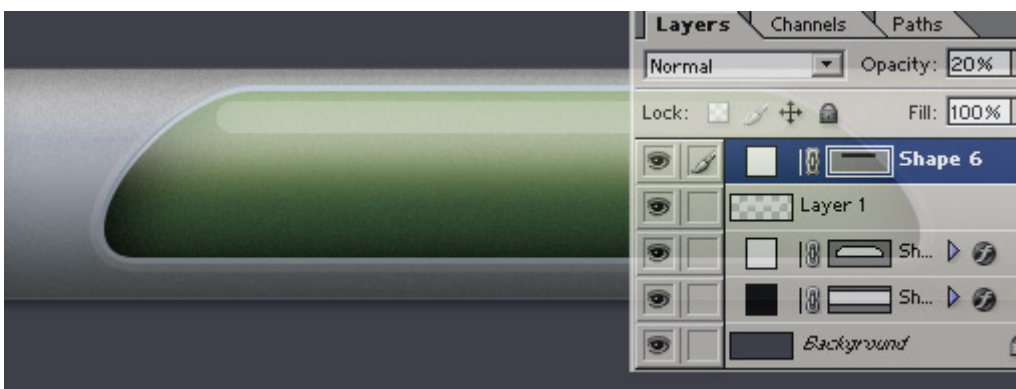 Layers Channels Paths
Normal Opacity: 20%
Lock: Fill: 100%
Shape 6
Layer 1
Sh...
Sh...
Background